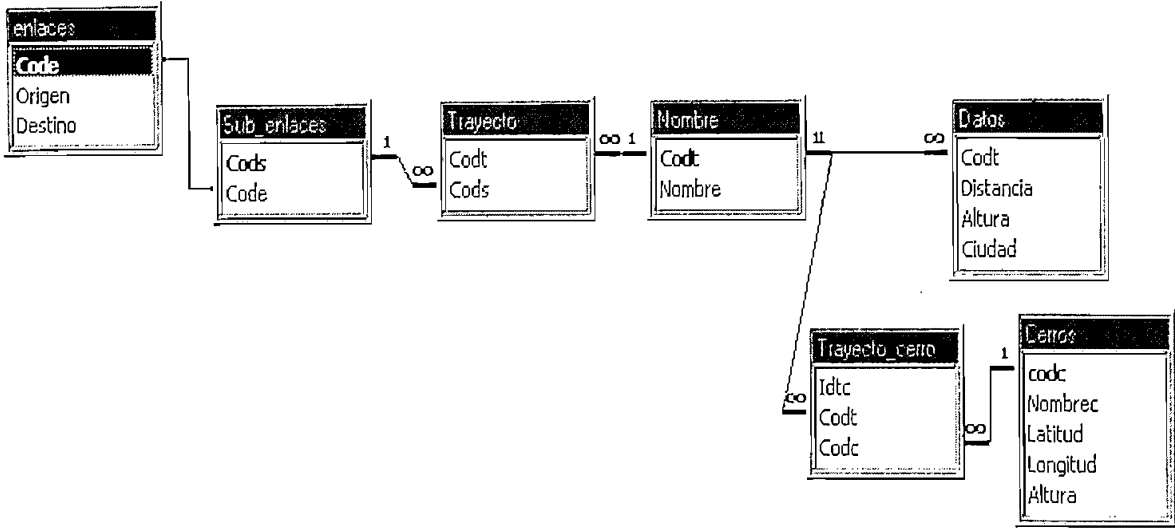 enlaces
Code
Origen
Destino
Sub_enlaces
Cods
Code
1
∞
Trayecto
Codt
Cods
∞ 1
Nombre
Codt
Nombre
11
∞
Datos
Codt
Distancia
Altura
Ciudad
∞
Trayecto_cerro
Idtc
Codt
Codc
∞
1
Cerros
codc
Nombrec
Latitud
Longitud
Altura